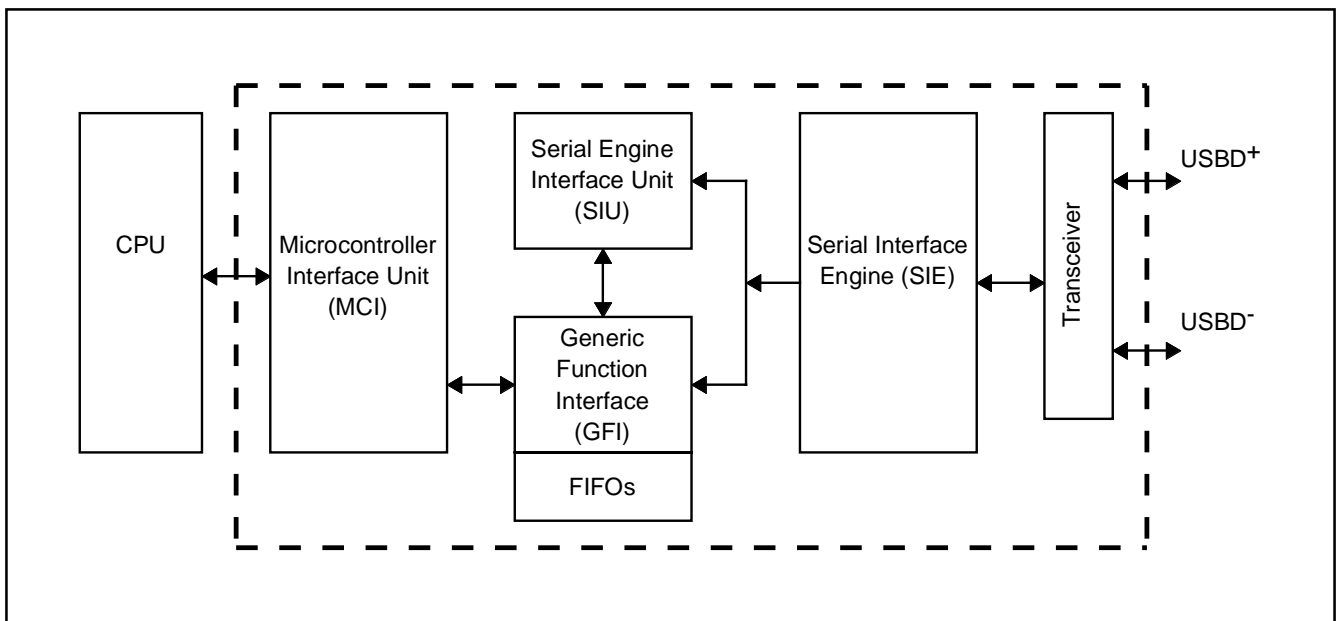 CPU
Microcontroller
Interface Unit
(MCI)
Serial Engine
Interface Unit
(SIU)
Generic
Function
Interface
(GFI)
FIFOs
Serial Interface
Engine (SIE)
Transceiver
USBD+
USBD-